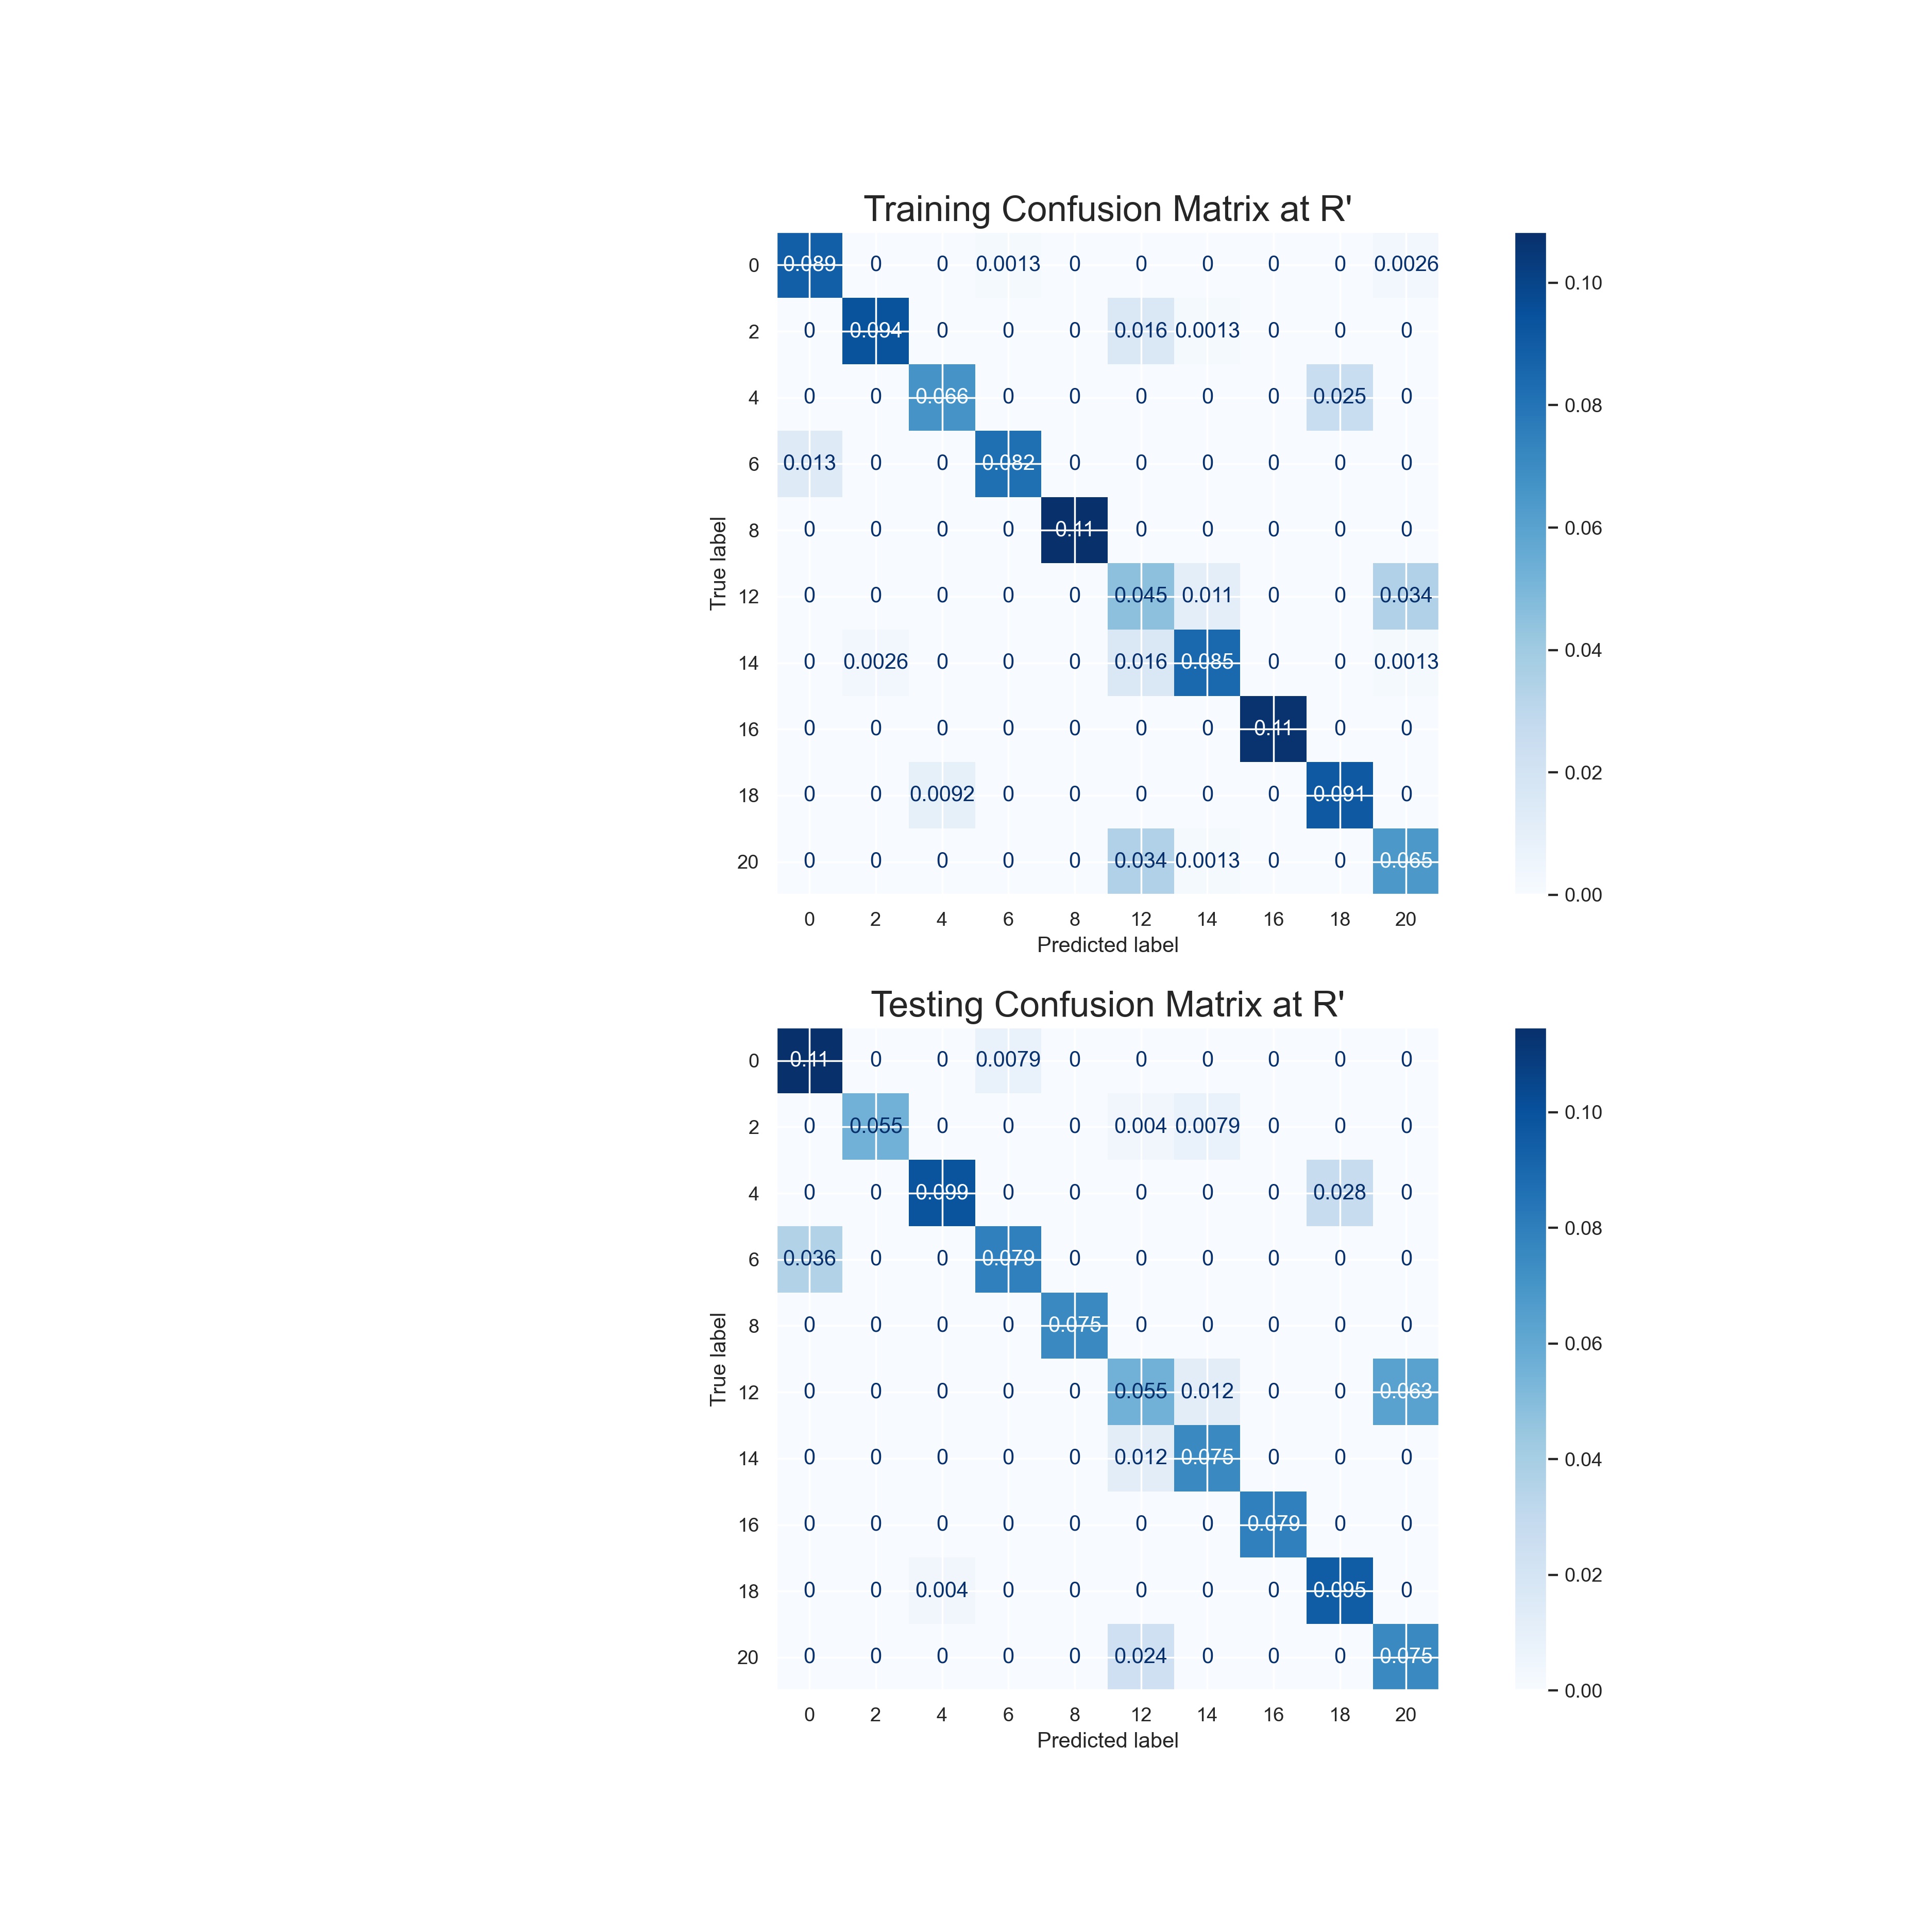 Training Confusion Matrix at R'
0 0.089 0 0 0.0013 0 0 0 0 0 0.0026
2 0 0.094 0 0 0 0.016 0.0013 0 0 0
4 0 0 0.066 0 0 0 0 0 0.025 0
6 0.013 0 0 0.082 0 0 0 0 0 0
8 0 0 0 0 0.11 0 0 0 0 0
12 0 0 0 0 0 0.045 0.011 0 0 0.034
14 0 0.0026 0 0 0 0.016 0.085 0 0 0.0013
16 0 0 0 0 0 0 0 0.11 0 0
18 0 0 0.0092 0 0 0 0 0 0.091 0
20 0 0 0 0 0 0.034 0.0013 0 0 0.065
0 2 4 6 8 12 14 16 18 20
Predicted label
True label
0.10
0.08
0.06
0.04
0.02
0.00
Testing Confusion Matrix at R'
0 0.11 0 0 0.0079 0 0 0 0 0 0
2 0 0.055 0 0 0 0.004 0.0079 0 0 0
4 0 0 0.099 0 0 0 0 0 0.028 0
6 0.036 0 0 0.079 0 0 0 0 0 0
8 0 0 0 0 0.075 0 0 0 0 0
12 0 0 0 0 0 0.055 0.012 0 0 0.063
14 0 0 0 0 0 0.012 0.075 0 0 0
16 0 0 0 0 0 0 0 0.079 0 0
18 0 0 0.004 0 0 0 0 0 0.095 0
20 0 0 0 0 0 0.024 0 0 0 0.075
0 2 4 6 8 12 14 16 18 20
Predicted label
True label
0.10
0.08
0.06
0.04
0.02
0.00